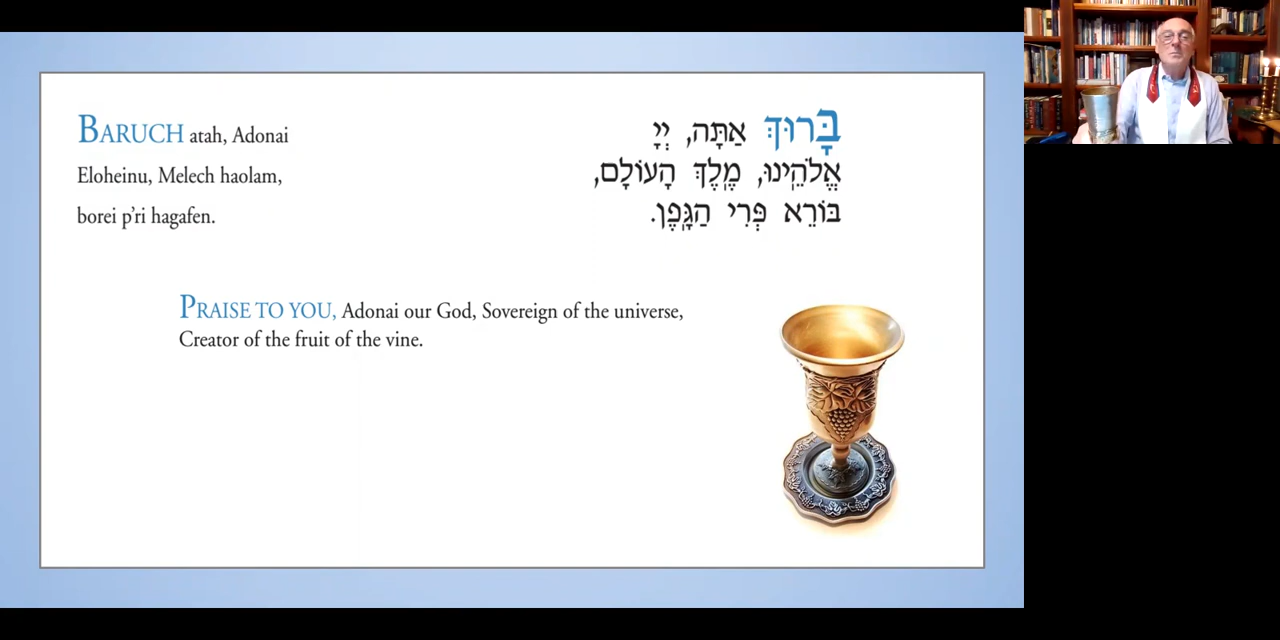 BARUCH atah, Adonai
Eloheinu, Melech haolam,
borei p’ri hagafen.
בָּרוּךְ אַתָּה, יְיָ
אֱלֹהֵֽינוּ, מֶֽלֶךְ הָעוֹלָם,
בּוֹרֵא פְּרִי הַגָּֽפֶן.
PRAISE TO YOU, Adonai our God, Sovereign of the universe,
Creator of the fruit of the vine.